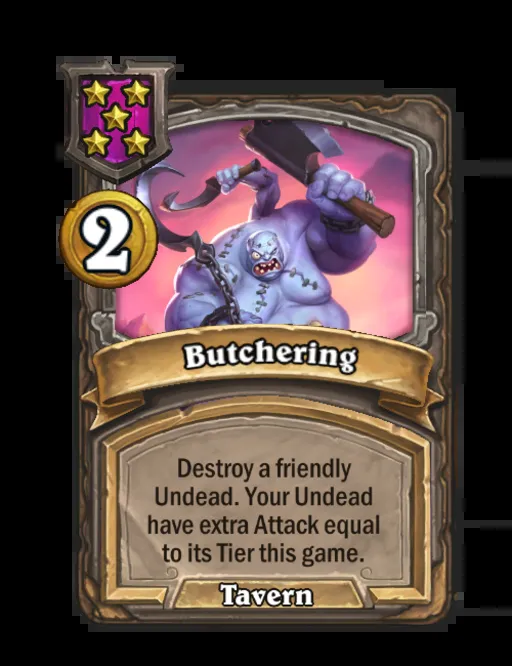 2
Butchering
Destroy a friendly
Undead. Your Undead
have extra Attack equal
to its Tier this game.
Tavern